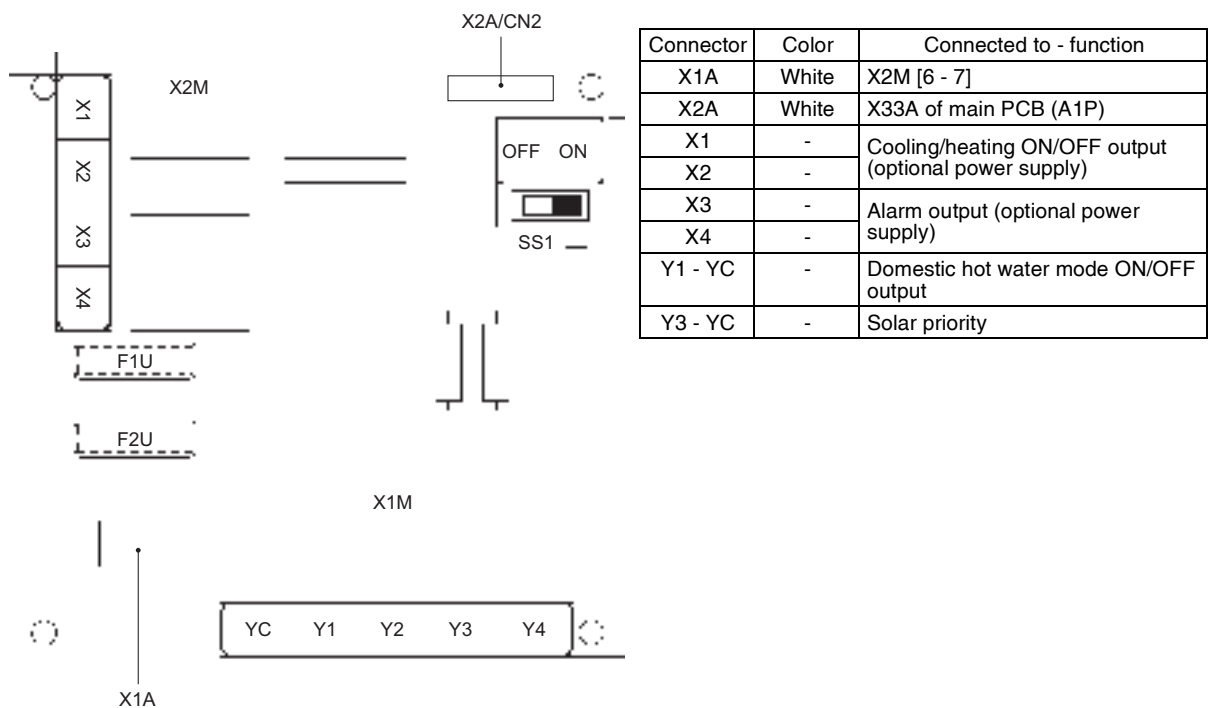 X2A/CN2
X2M
X1
X2
X3
X4
OFF ON
SS1
F1U
F2U
X1M
YC Y1 Y2 Y3 Y4
X1A
Connector Color Connected to - function
X1A White X2M [6 - 7]
X2A White X33A of main PCB (A1P)
X1 - Cooling/heating ON/OFF output
X2 - (optional power supply)
X3 - Alarm output (optional power
X4 - supply)
Y1 - YC - Domestic hot water mode ON/OFF
output
Y3 - YC - Solar priority